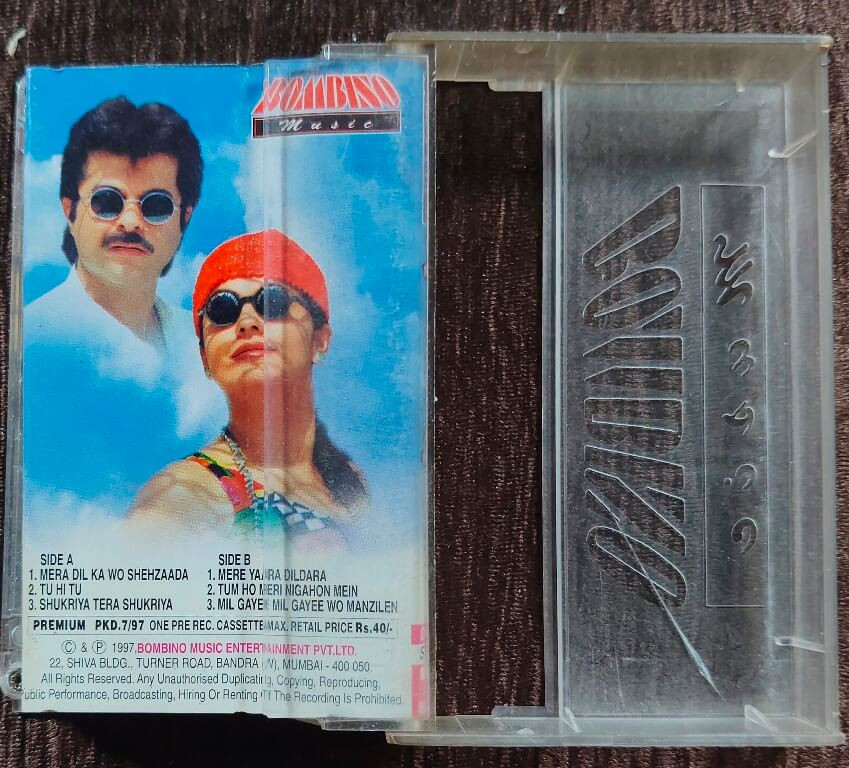 BOMBINO
Music
SIDE A
1. MERA DIL KA WO SHEHZAADA
2. TU HI TU
3. SHUKRIYA TERA SHUKRIYA
SIDE B
1. MERE YAARA DILDARA
2. TUM HO MERI NIGAHON MEIN
3. MIL GAYEE MIL GAYEE WO MANZILEN
PREMIUM PKD.7/97 ONE PRE REC. CASSETTE MAX. RETAIL PRICE Rs.40/-
© & ℗ 1997. BOMBINO MUSIC ENTERTAINMENT PVT.LTD.
22, SHIVA BLDG., TURNER ROAD, BANDRA (W), MUMBAI - 400 050.
All Rights Reserved. Any Unauthorised Duplicating, Copying, Reproducing,
Public Performance, Broadcasting, Hiring Or Renting Of The Recording Is Prohibited.
BOMBINO
Music